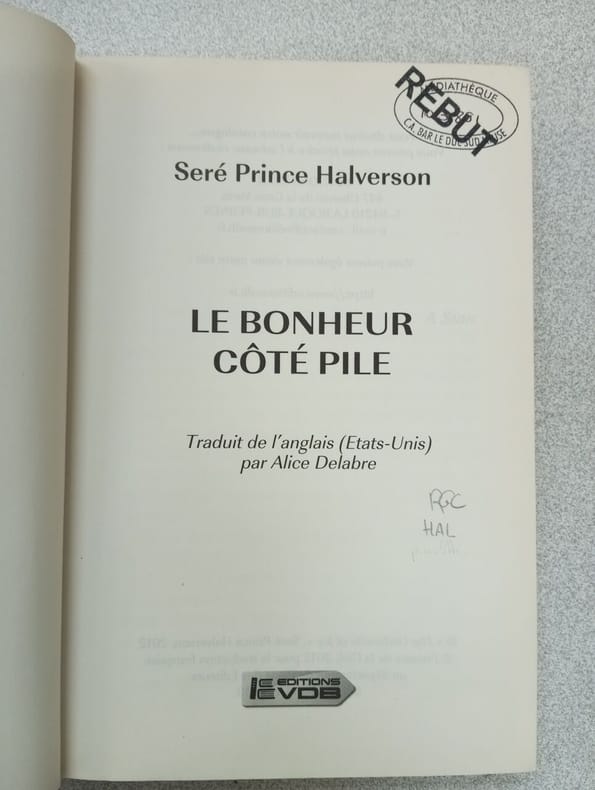 MÉDIATHÈQUE
REBUT
C.A. BAR LE DUC SUD MEUSE
Seré Prince Halverson
LE BONHEUR
CÔTÉ PILE
Traduit de l'anglais (Etats-Unis)
par Alice Delabre
HAL
EDITIONS
VDB